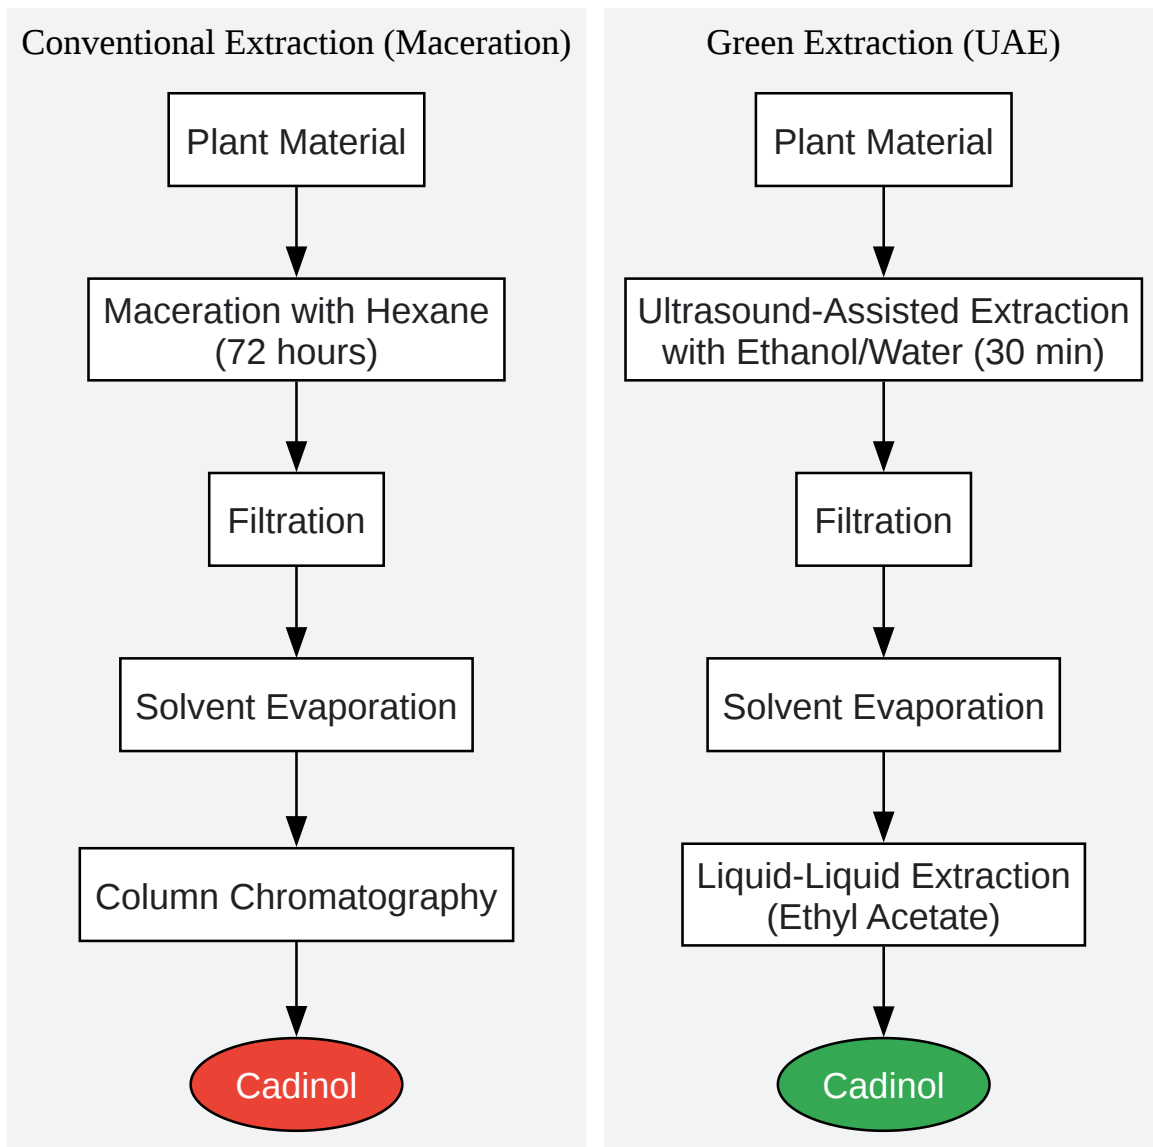 Conventional Extraction (Maceration)
Plant Material
Maceration with Hexane
(72 hours)
Filtration
Solvent Evaporation
Column Chromatography
Cadinol
Green Extraction (UAE)
Plant Material
Ultrasound-Assisted Extraction
with Ethanol/Water (30 min)
Filtration
Solvent Evaporation
Liquid-Liquid Extraction
(Ethyl Acetate)
Cadinol